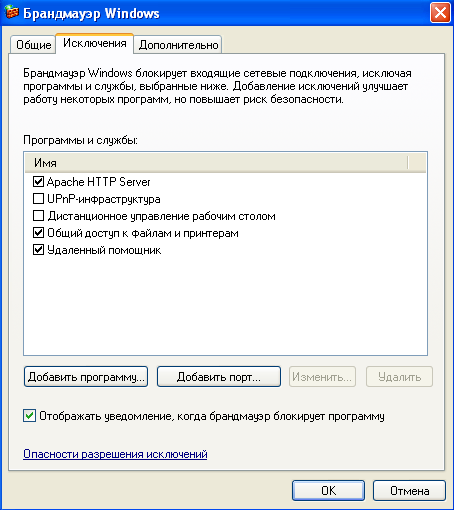 Брандмауэр Windows
Общие Исключения Дополнительно
Брандмауэр Windows блокирует входящие сетевые подключения, исключая
программы и службы, выбранные ниже. Добавление исключений улучшает
работу некоторых программ, но повышает риск безопасности.
Программы и службы:
Имя
Apache HTTP Server
UPnP-инфраструктура
Дистанционное управление рабочим столом
Общий доступ к файлам и принтерам
Удаленный помощник
Добавить программу... Добавить порт... Изменить... Удалить
Отображать уведомление, когда брандмауэр блокирует программу
Опасности разрешения исключений
OK Отмена